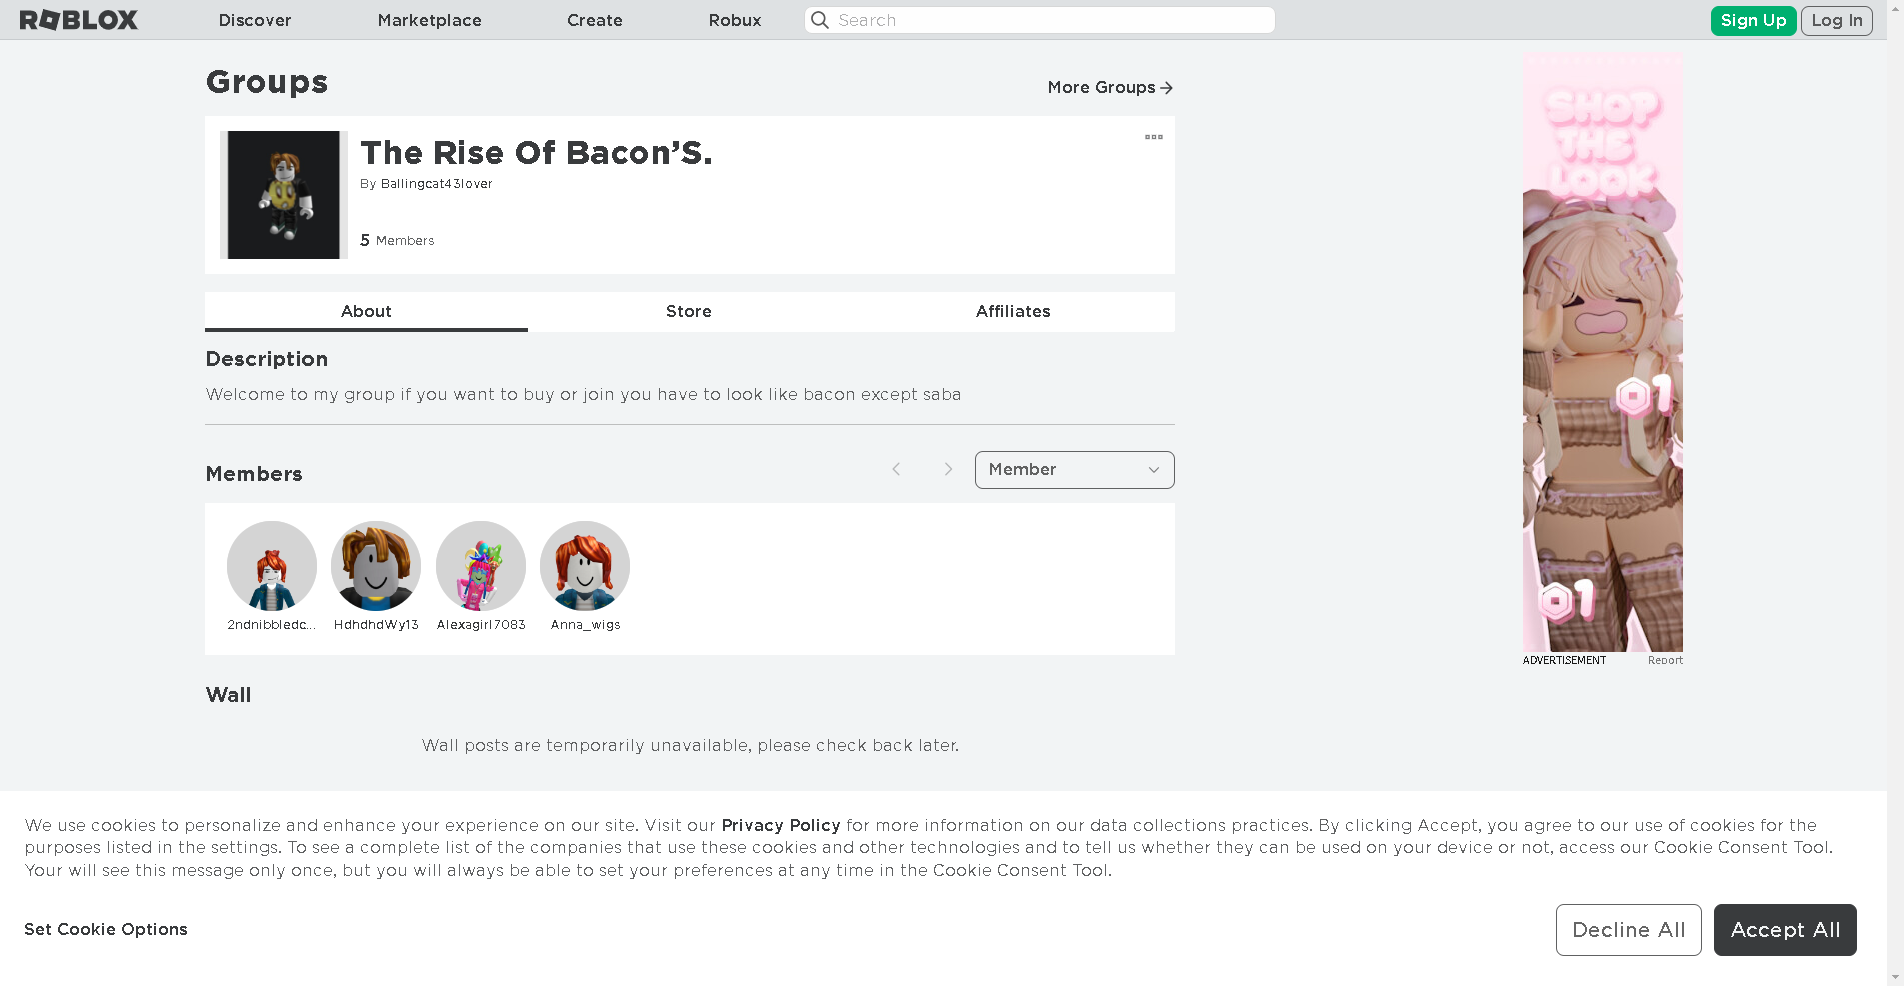 ROBLOX
Discover
Marketplace
Create
Robux
Search
Sign Up
Log In
Groups
More Groups
The Rise Of Bacon’S.
By Ballingcat43lover
5 Members
About
Store
Affiliates
Description
Welcome to my group if you want to buy or join you have to look like bacon except saba
Members
Member
2ndnibbledc...
HdhdhdWy13
Alexagirl7083
Anna_wigs
Wall
Wall posts are temporarily unavailable, please check back later.
SHOP
THE
LOOK
1
1
ADVERTISEMENT
Report
We use cookies to personalize and enhance your experience on our site. Visit our Privacy Policy for more information on our data collections practices. By clicking Accept, you agree to our use of cookies for the
purposes listed in the settings. To see a complete list of the companies that use these cookies and other technologies and to tell us whether they can be used on your device or not, access our Cookie Consent Tool.
Your will see this message only once, but you will always be able to set your preferences at any time in the Cookie Consent Tool.
Set Cookie Options
Decline All
Accept All